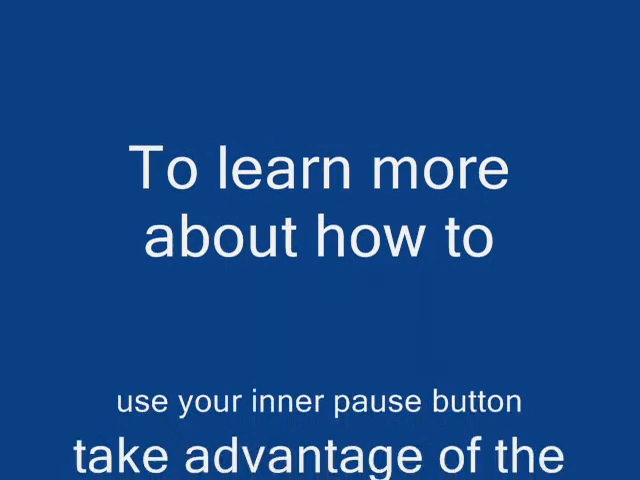 To learn more
about how to
use your inner pause button
take advantage of the